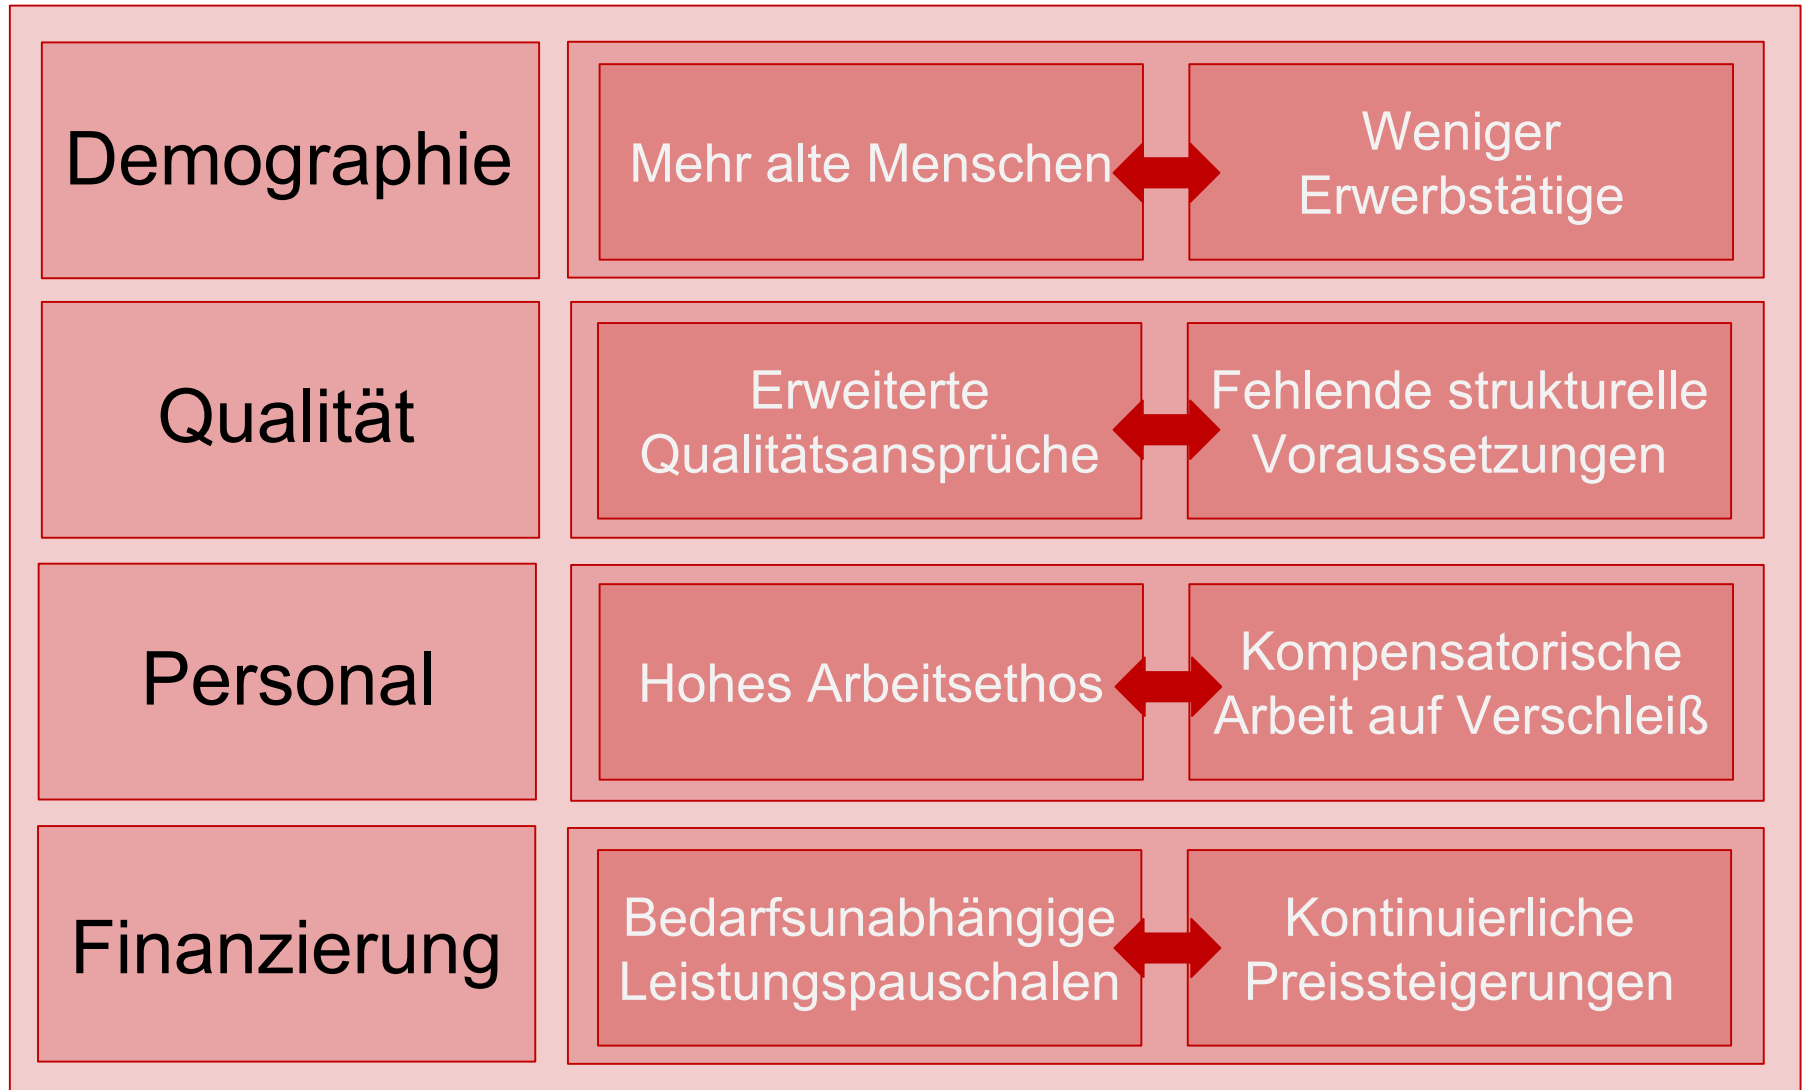 Demographie
Mehr alte Menschen
Weniger
Erwerbstätige
Qualität
Erweiterte
Qualitätsansprüche
Fehlende strukturelle
Voraussetzungen
Personal
Hohes Arbeitsethos
Kompensatorische
Arbeit auf Verschleiß
Finanzierung
Bedarfsunabhängige
Leistungspauschalen
Kontinuierliche
Preissteigerungen